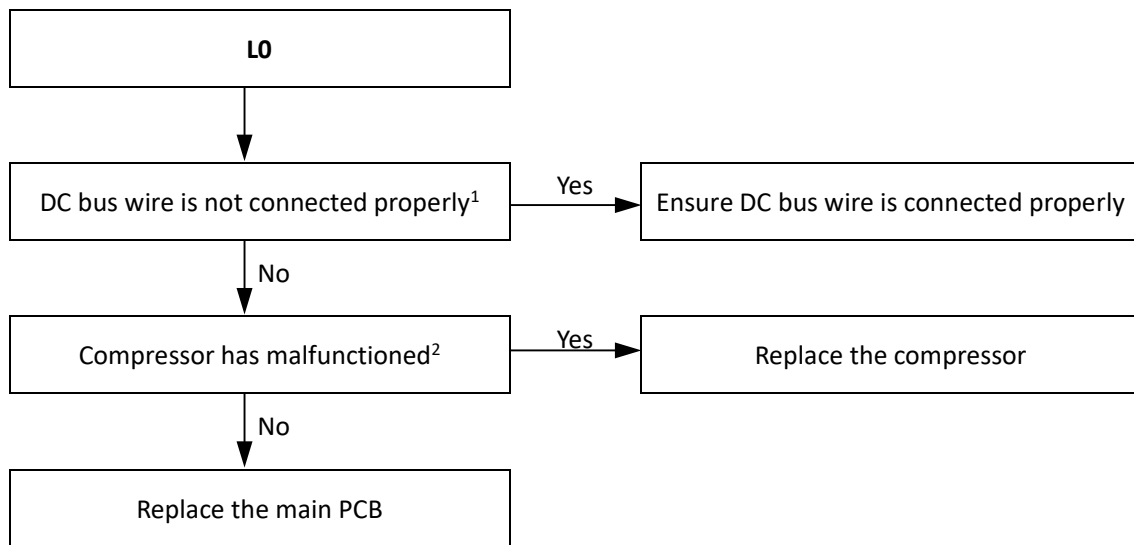 L0
DC bus wire is not connected properly¹
Yes
Ensure DC bus wire is connected properly
No
Compressor has malfunctioned²
Yes
Replace the compressor
No
Replace the main PCB